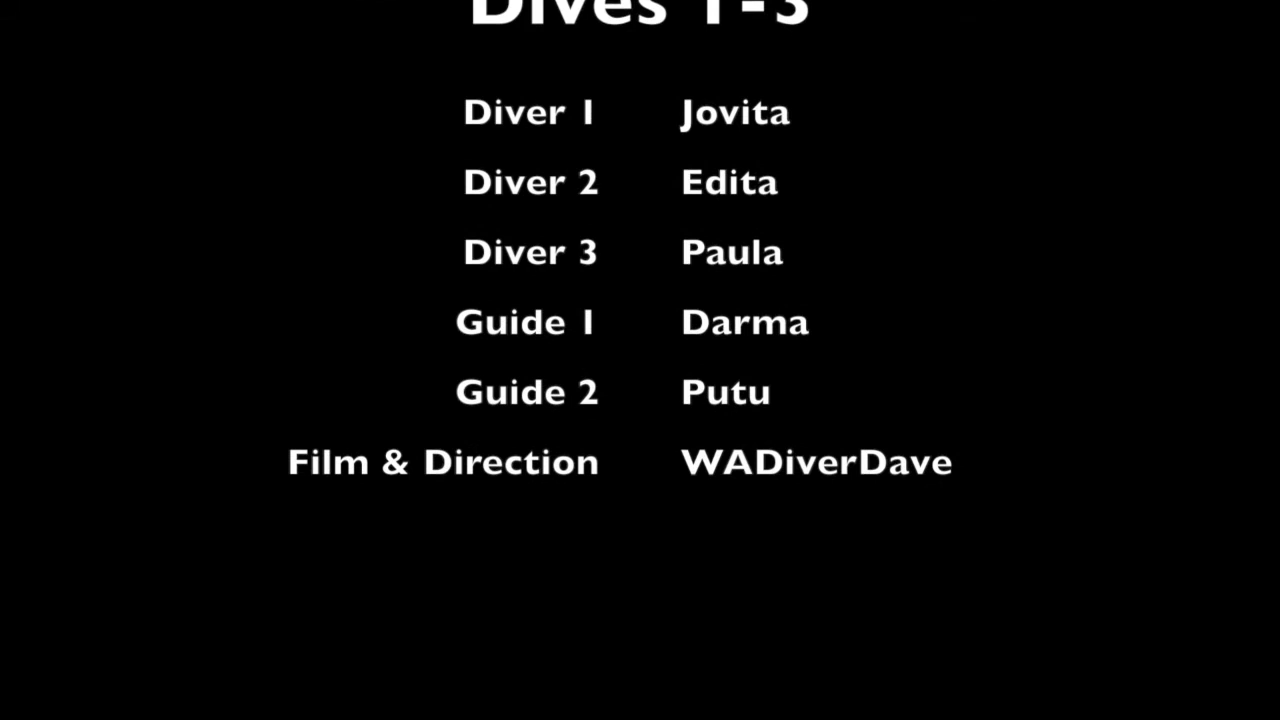 Dives 1-3
Diver 1 Jovita
Diver 2 Edita
Diver 3 Paula
Guide 1 Darma
Guide 2 Putu
Film & Direction WADiverDave